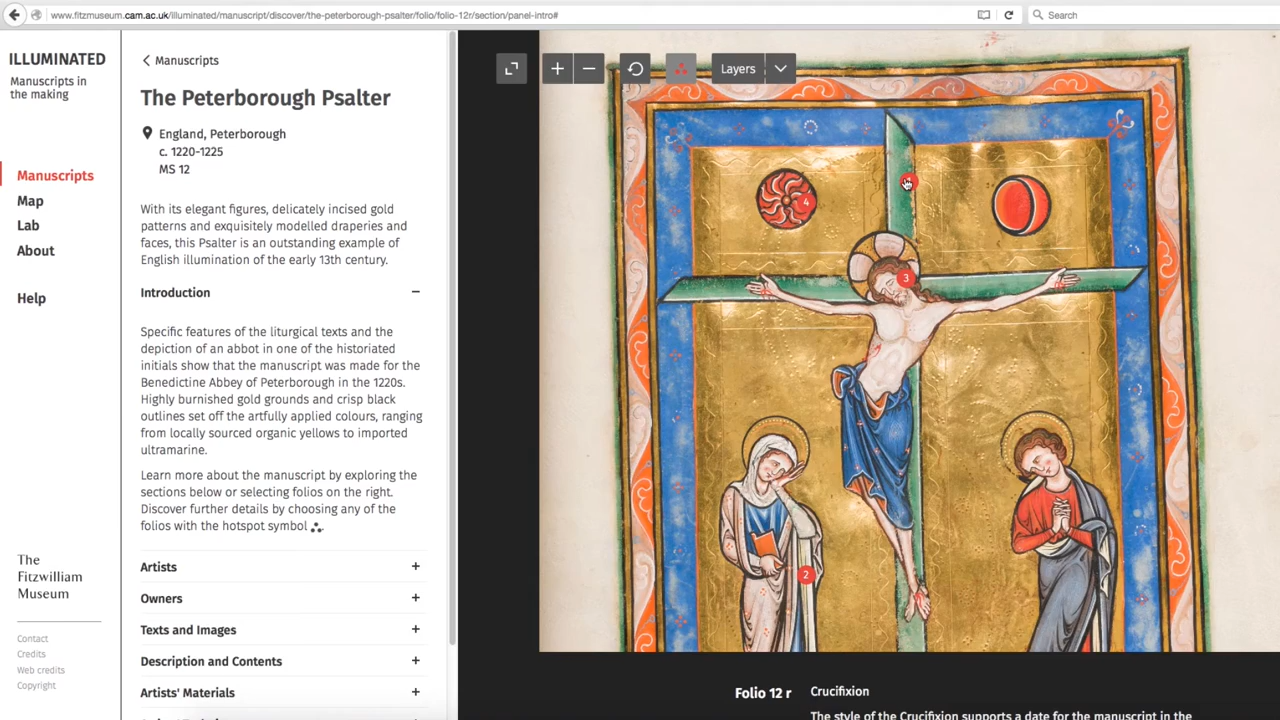 www.fitzmuseum.cam.ac.uk/illuminated/manuscript/discover/the-peterborough-psalter/folio/folio-12r/section/panel-intro#
Search
ILLUMINATED
Manuscripts in
the making
Manuscripts
Map
Lab
About
Help
The
Fitzwilliam
Museum
Contact
Credits
Web credits
Copyright
Manuscripts
The Peterborough Psalter
England, Peterborough
c. 1220-1225
MS 12
With its elegant figures, delicately incised gold
patterns and exquisitely modelled draperies and
faces, this Psalter is an outstanding example of
English illumination of the early 13th century.
Introduction
Specific features of the liturgical texts and the
depiction of an abbot in one of the historiated
initials show that the manuscript was made for the
Benedictine Abbey of Peterborough in the 1220s.
Highly burnished gold grounds and crisp black
outlines set off the artfully applied colours, ranging
from locally sourced organic yellows to imported
ultramarine.
Learn more about the manuscript by exploring the
sections below or selecting folios on the right.
Discover further details by choosing any of the
folios with the hotspot symbol
Artists
Owners
Texts and Images
Description and Contents
Artists' Materials
Layers
4
3
2
Folio 12 r
Crucifixion
The style of the Crucifixion supports a date for the manuscript in the